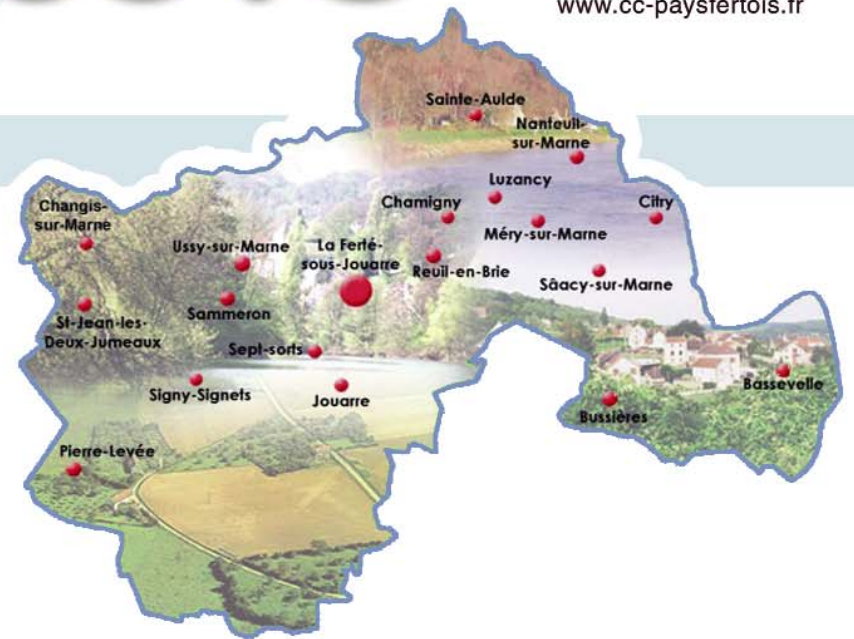 www.cc-paysfertois.fr
Sainte-Aulde
Nanteuil-
sur-Marne
Luzancy
Changis-
sur-Marne
Chamigny
Citry
Ussy-sur-Marne
La Ferté-
sous-Jouarre
Méry-sur-Marne
Reuil-en-Brie
Sâacy-sur-Marne
St-Jean-les-
Deux-Jumeaux
Sammeron
Sept-sorts
Signy-Signets
Jouarre
Bassevelle
Bussières
Pierre-Levée